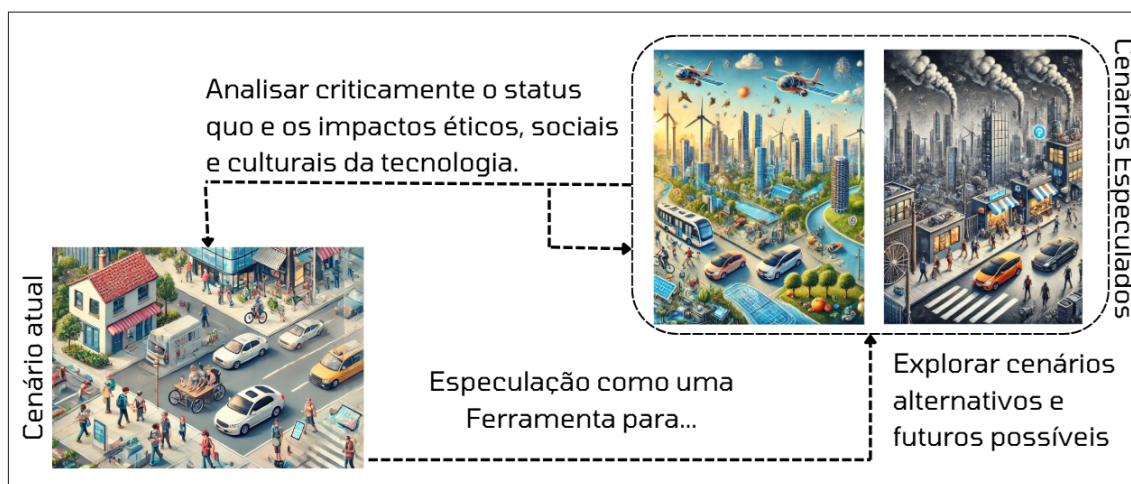 Analisar criticamente o status
quo e os impactos éticos, sociais
e culturais da tecnologia.
Cenários Especulados
Cenário atual
Especulação como uma
Ferramenta para...
Explorar cenários
alternativos e
futuros possíveis